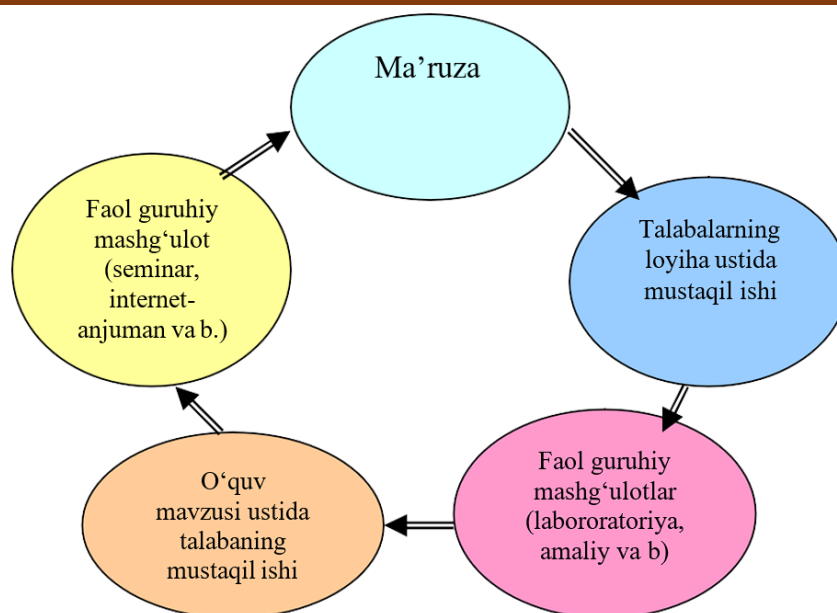 Ma’ruza
Talabalarning
loyiha ustida
mustaqil ishi
Faol guruhiy
mashg‘ulotlar
(labororatoriya,
amaliy va b)
O‘quv
mavzusi ustida
talabaning
mustaqil ishi
Faol guruhiy
mashg‘ulot
(seminar,
internet-
anjuman va b.)